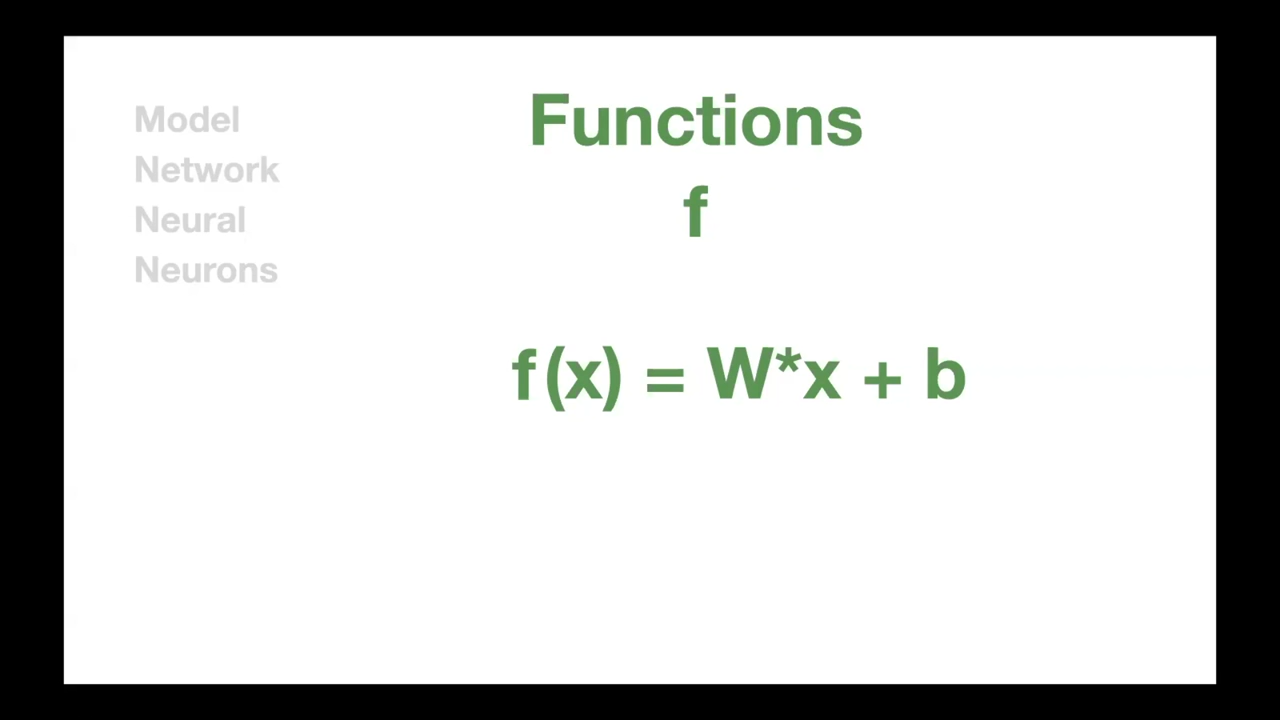 Model
Network
Neural
Neurons
Functions
f
f(x) = W*x + b